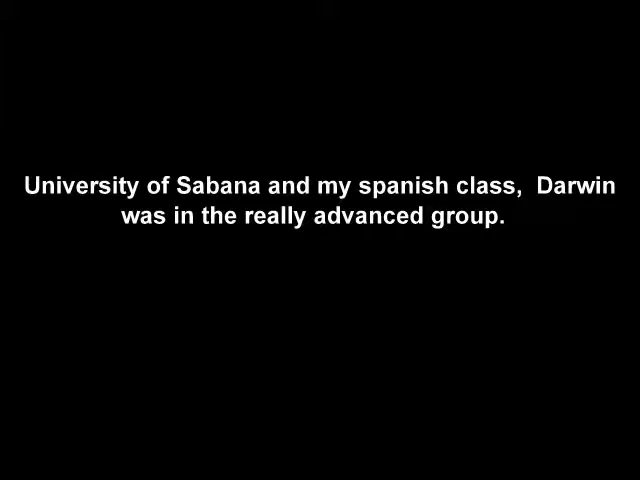 University of Sabana and my spanish class,  Darwin
was in the really advanced group.